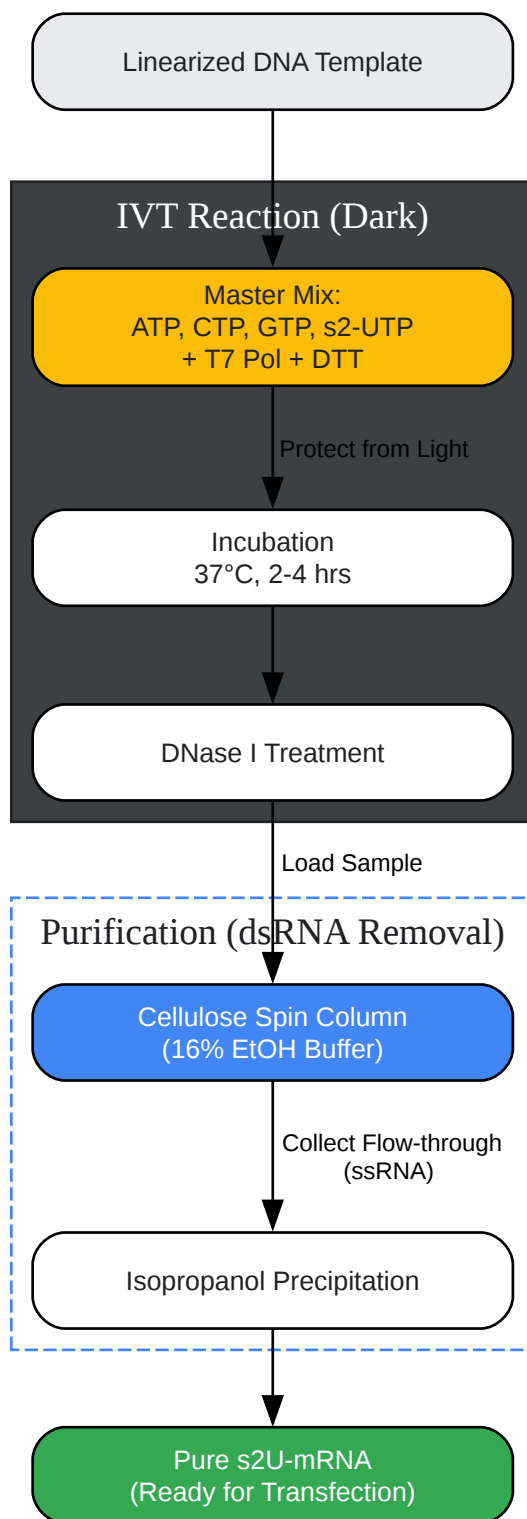 Linearized DNA Template
IVT Reaction (Dark)
Master Mix:
ATP, CTP, GTP, s2-UTP
+ T7 Pol + DTT
Protect from Light
Incubation
37°C, 2-4 hrs
DNase I Treatment
Load Sample
Purification (dsRNA Removal)
Cellulose Spin Column
(16% EtOH Buffer)
Collect Flow-through
(ssRNA)
Isopropanol Precipitation
Pure s2U-mRNA
(Ready for Transfection)